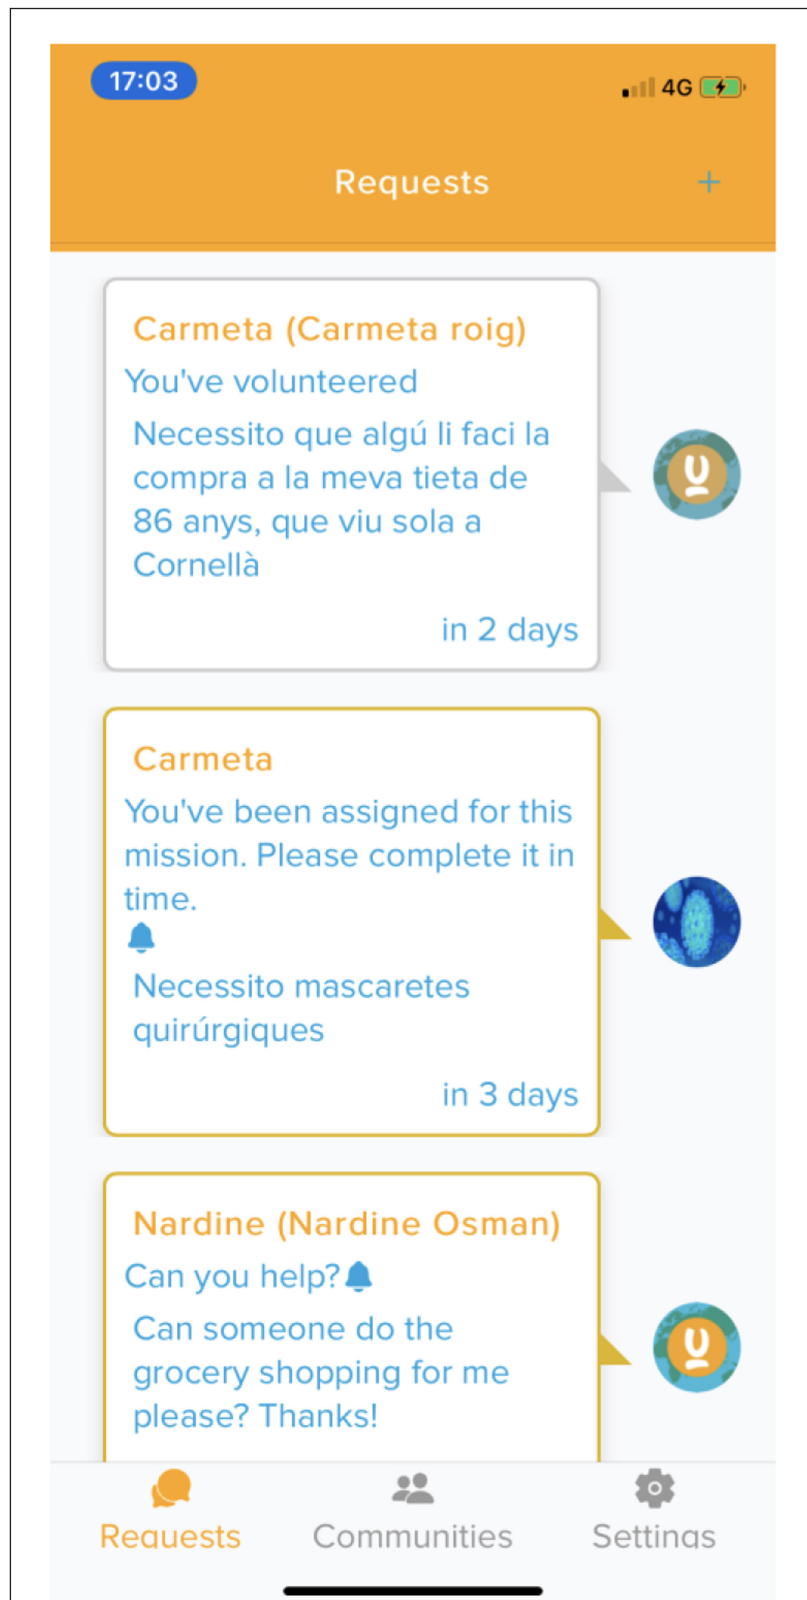 17:03
4G
Requests
+
Carmeta (Carmeta roig)
You've volunteered
Necessito que algú li faci la
compra a la meva tieta de
86 anys, que viu sola a
Cornellà
in 2 days
Carmeta
You've been assigned for this
mission. Please complete it in
time.
Necessito mascaretes
quirúrgiques
in 3 days
Nardine (Nardine Osman)
Can you help?
Can someone do the
grocery shopping for me
please? Thanks!
Requests
Communities
Settings